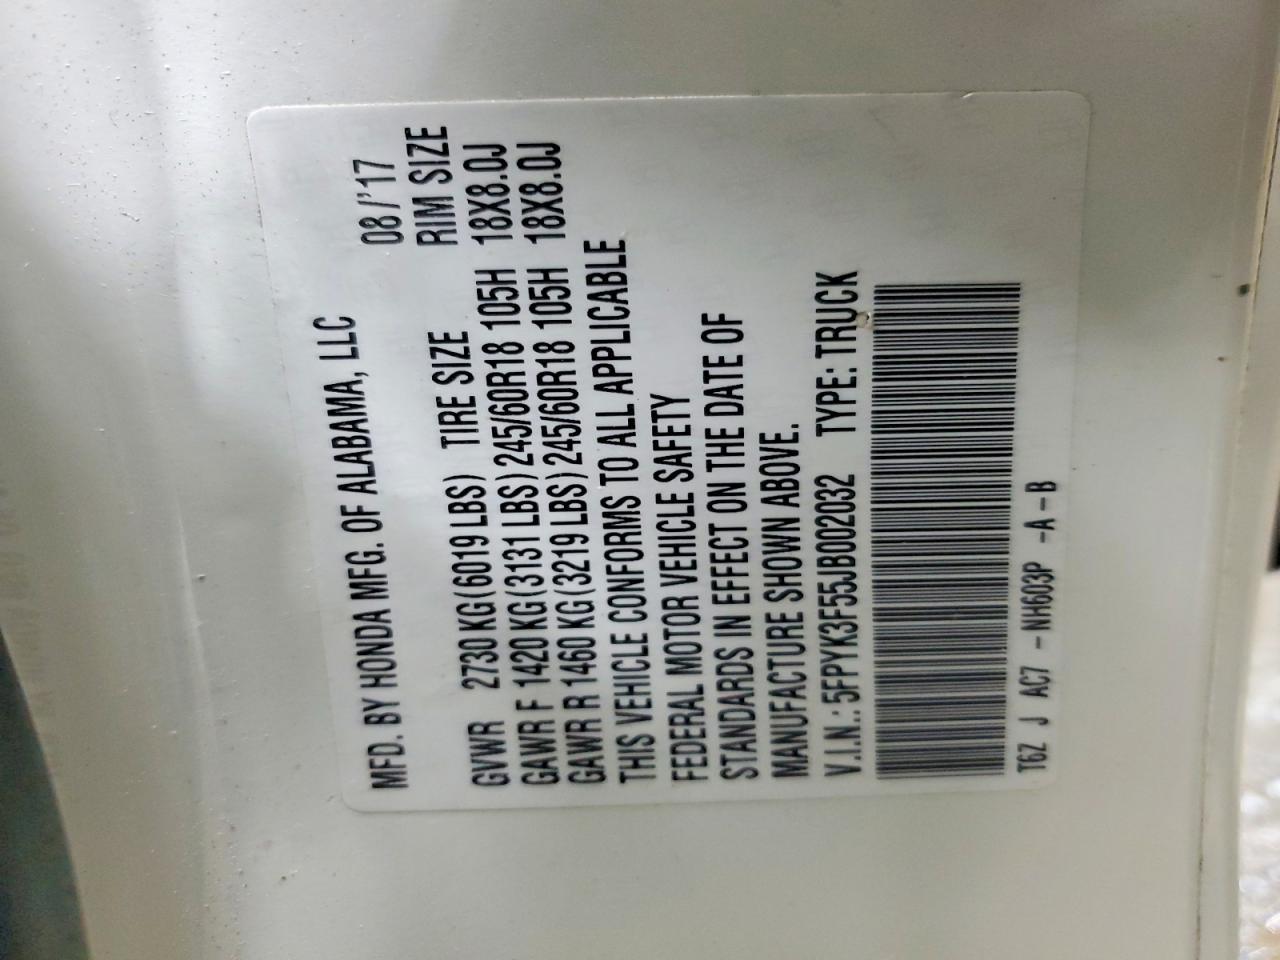 MFD. BY HONDA MFG. OF ALABAMA, LLC
08/'17
TIRE SIZE RIM SIZE
GVWR 2730 KG(6019 LBS)
GAWR F 1420 KG(3131 LBS) 245/60R18 105H 18X8.0J
GAWR R 1460 KG(3219 LBS) 245/60R18 105H 18X8.0J
THIS VEHICLE CONFORMS TO ALL APPLICABLE
FEDERAL MOTOR VEHICLE SAFETY
STANDARDS IN EFFECT ON THE DATE OF
MANUFACTURE SHOWN ABOVE.
V.I.N.: 5FPYK3F55JB002032 TYPE: TRUCK
T6Z J AC7 -NH603P -A-B